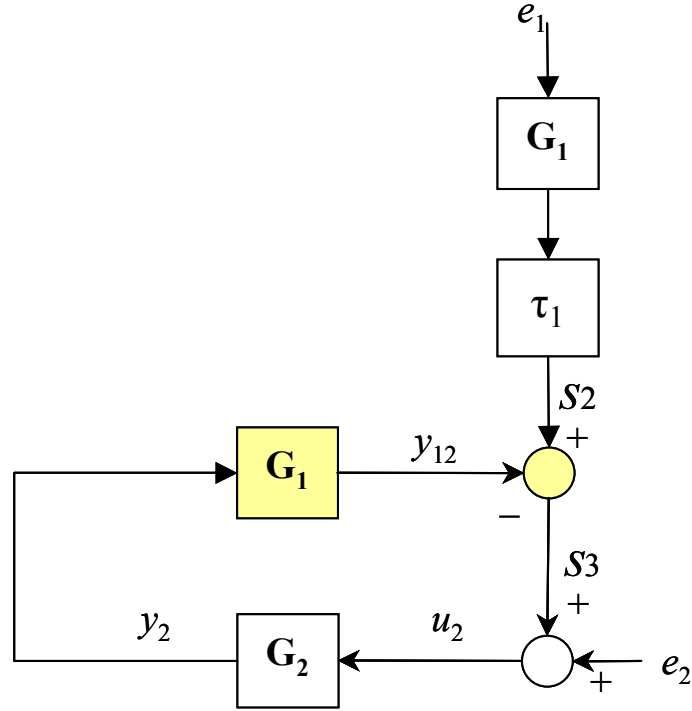 e₁
G₁
τ₁
S2
+
G₁
y₁₂
−
S3
+
y₂
G₂
u₂
+
e₂